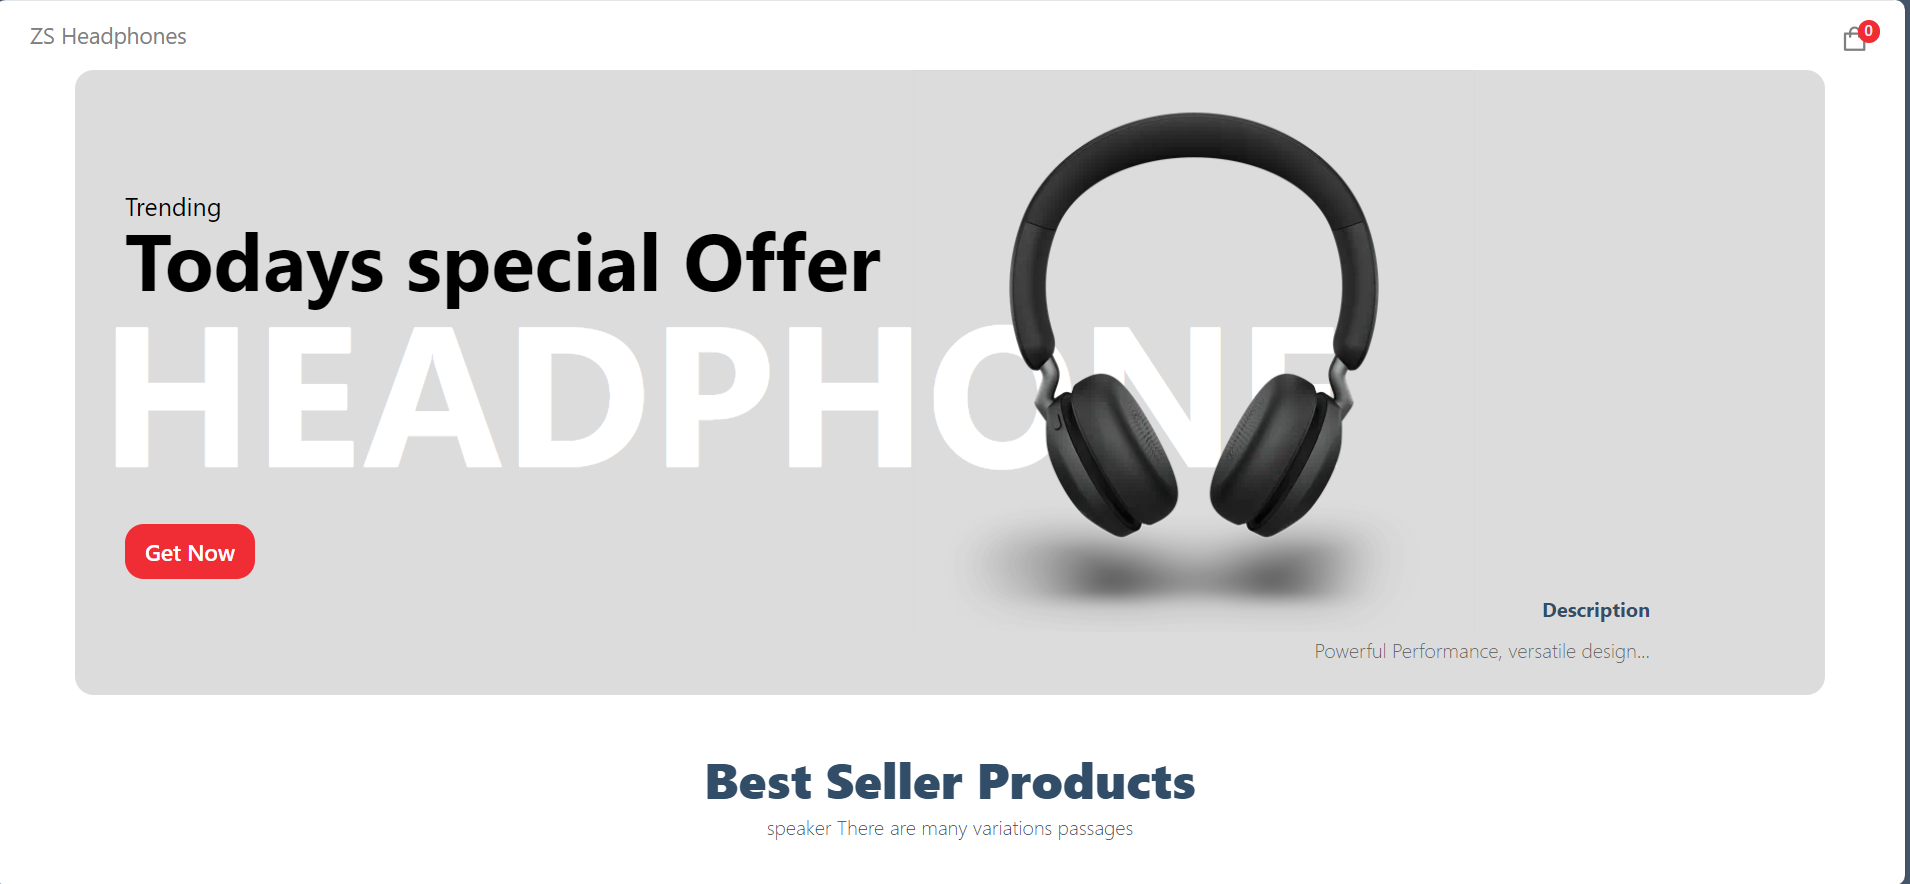 ZS Headphones
0
Trending
Todays special Offer
HEADPHONE
Get Now
Description
Powerful Performance, versatile design...
Best Seller Products
speaker There are many variations passages